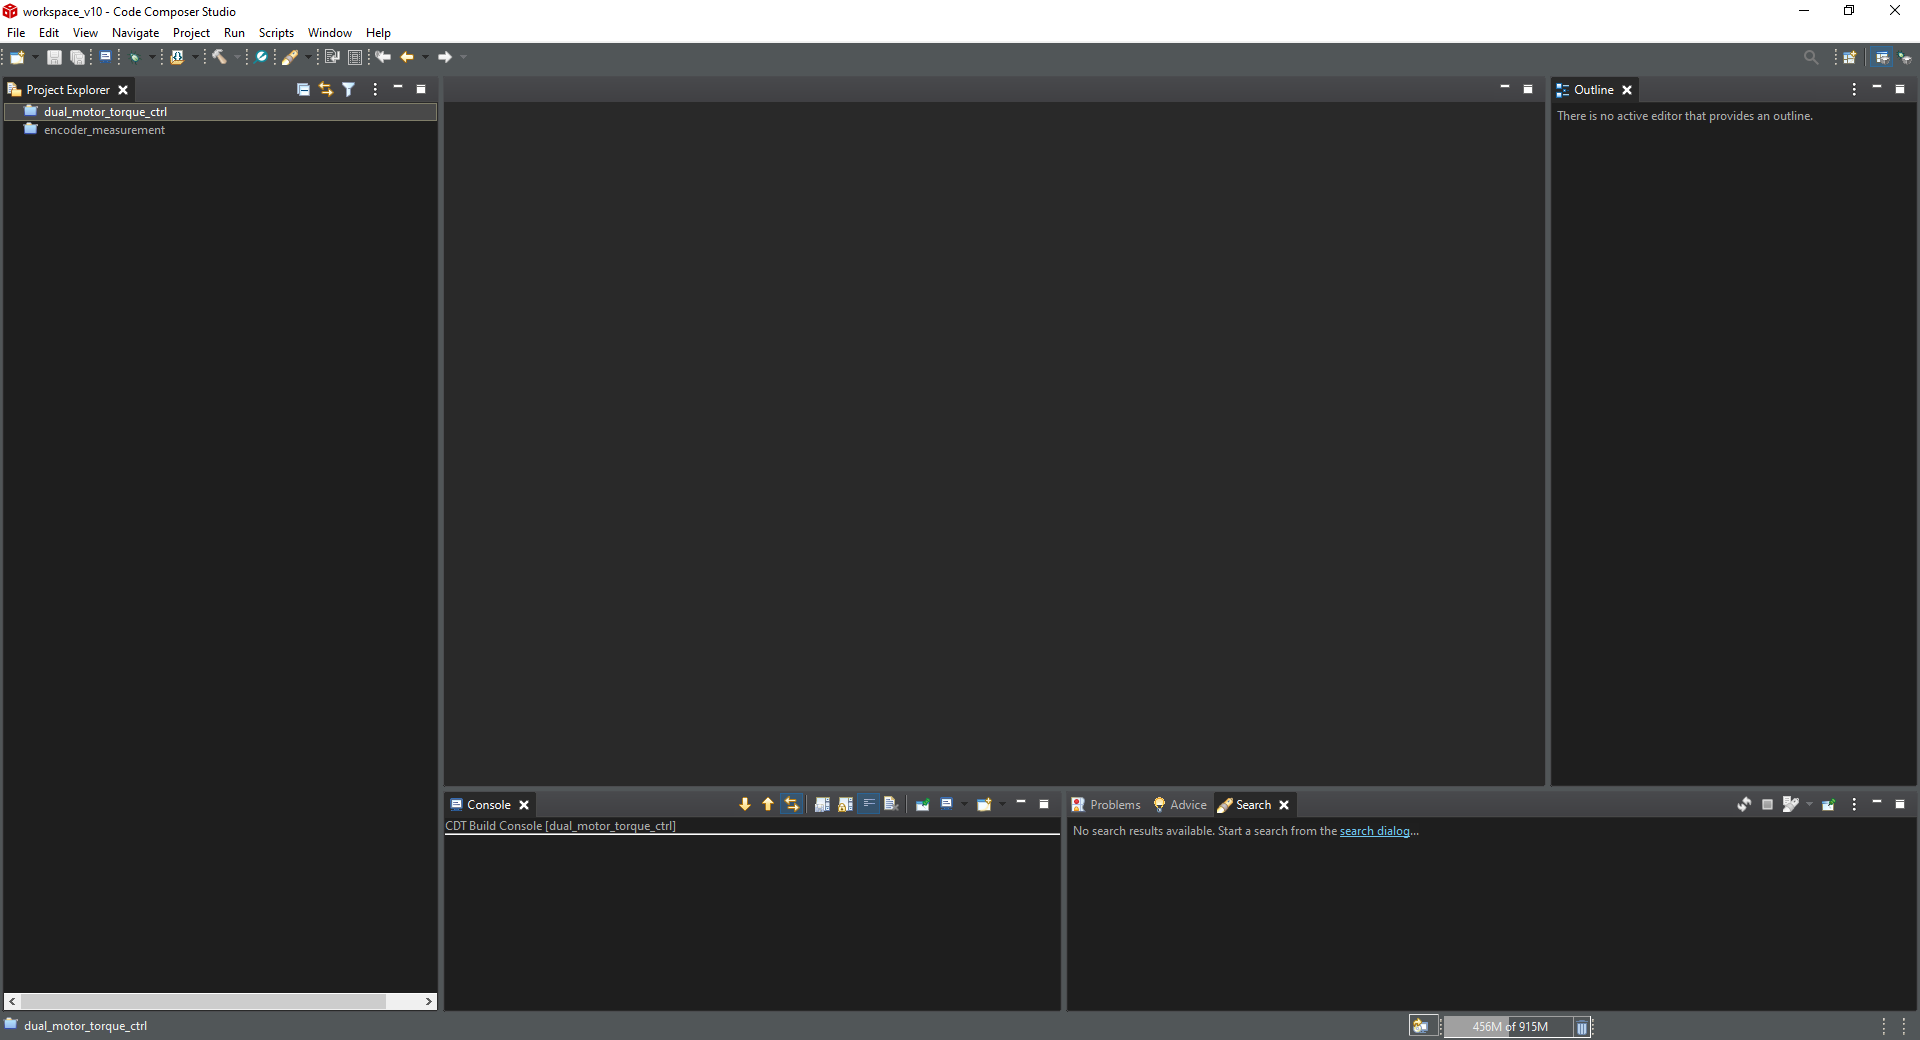 workspace_v10 - Code Composer Studio
File Edit View Navigate Project Run Scripts Window Help
Project Explorer
dual_motor_torque_ctrl
encoder_measurement
Outline
There is no active editor that provides an outline.
Console
CDT Build Console [dual_motor_torque_ctrl]
Problems Advice Search
No search results available. Start a search from the search dialog...
dual_motor_torque_ctrl
456M of 915M